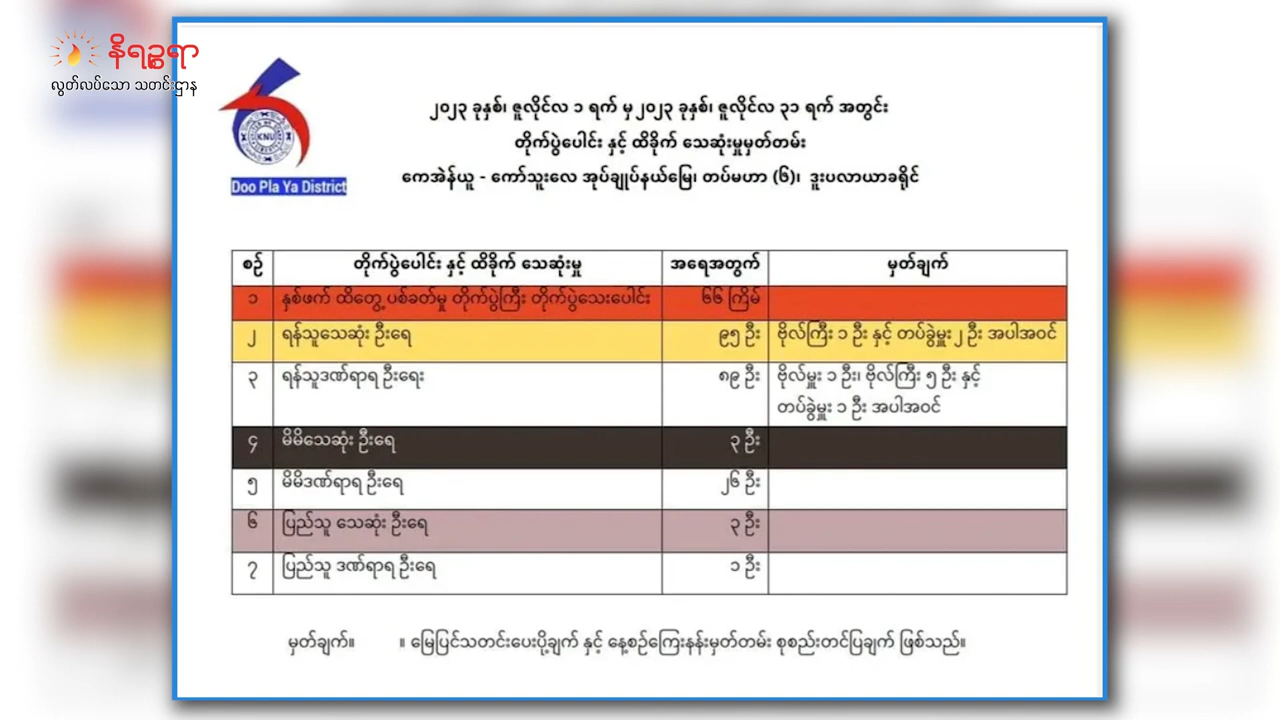 နိရဉ္စရာ
လွတ်လပ်သော သတင်းဌာန
KNU
Doo Pla Ya District
၂၀၂၃ ခုနှစ်၊ ဇူလိုင်လ ၁ ရက် မှ ၂၀၂၃ ခုနှစ်၊ ဇူလိုင်လ ၃၁ ရက် အတွင်း
တိုက်ပွဲပေါင်း နှင့် ထိခိုက် သေဆုံးမှုမှတ်တမ်း
ကေအဲန်ယူ - ကော်သူးလေ အုပ်ချုပ်နယ်မြေ၊ တပ်မဟာ (၆)၊ ဒူးပလာယာခရိုင်
စဉ် တိုက်ပွဲပေါင်း နှင့် ထိခိုက် သေဆုံးမှု အရေအတွက် မှတ်ချက်
၁ နှစ်ဖက် ထိတွေ့ ပစ်ခတ်မှု တိုက်ပွဲကြီး တိုက်ပွဲသေးပေါင်း ၆၆ ကြိမ်
၂ ရန်သူသေဆုံး ဦးရေ ၉၅ ဦး ဗိုလ်ကြီး ၁ ဦး နှင့် တပ်ခွဲမှူး ၂ ဦး အပါအဝင်
၃ ရန်သူဒဏ်ရာရ ဦးရေး ၈၉ ဦး ဗိုလ်မှူး ၁ ဦး၊ ဗိုလ်ကြီး ၅ ဦး နှင့်
တပ်ခွဲမှူး ၁ ဦး အပါအဝင်
၄ မိမိသေဆုံး ဦးရေ ၃ ဦး
၅ မိမိဒဏ်ရာရ ဦးရေ ၂၆ ဦး
၆ ပြည်သူ သေဆုံး ဦးရေ ၃ ဦး
၇ ပြည်သူ ဒဏ်ရာရ ဦးရေ ၁ ဦး
မှတ်ချက်။ ။ မြေပြင်သတင်းပေးပို့ချက် နှင့် နေ့စဉ်ကြေးနန်းမှတ်တမ်း စုစည်းတင်ပြချက် ဖြစ်သည်။